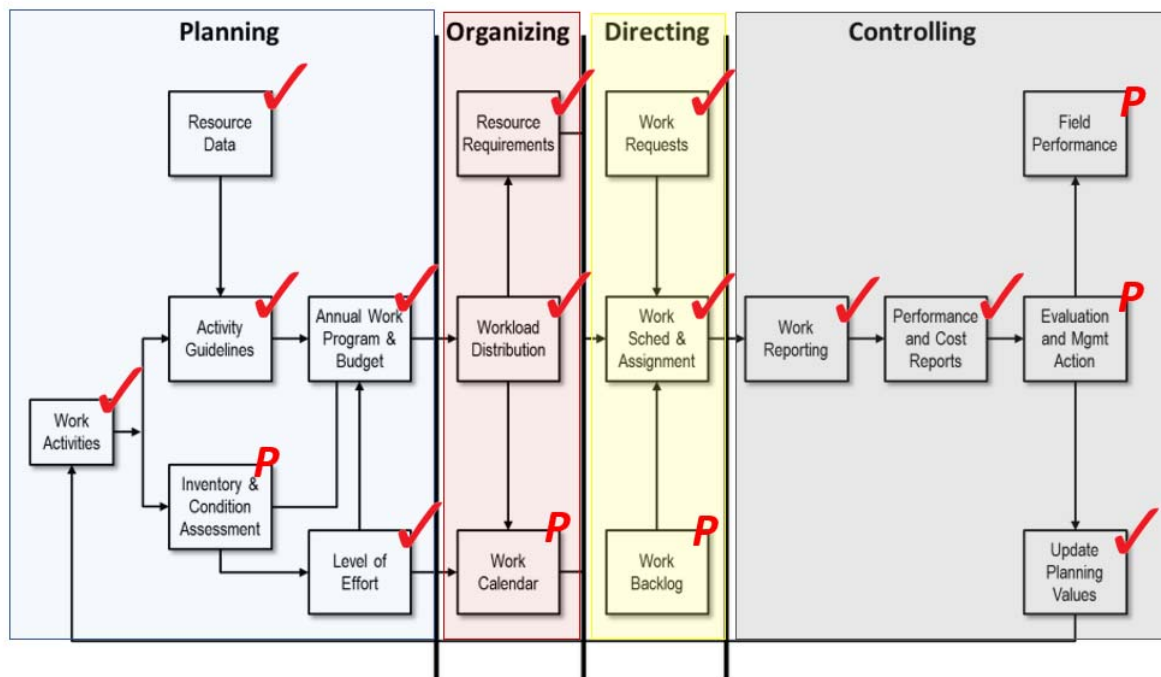 Planning
Organizing
Directing
Controlling
Resource
Data
P
Resource
Requirements
Work
Requests
Field
Performance
Activity
Guidelines
Annual Work
Program &
Budget
Workload
Distribution
Work
Sched &
Assignment
Work
Reporting
Performance
and Cost
Reports
P
Evaluation
and Mgmt
Action
Work
Activities
P
Inventory &
Condition
Assessment
Level of
Effort
P
Work
Calendar
P
Work
Backlog
Update
Planning
Values